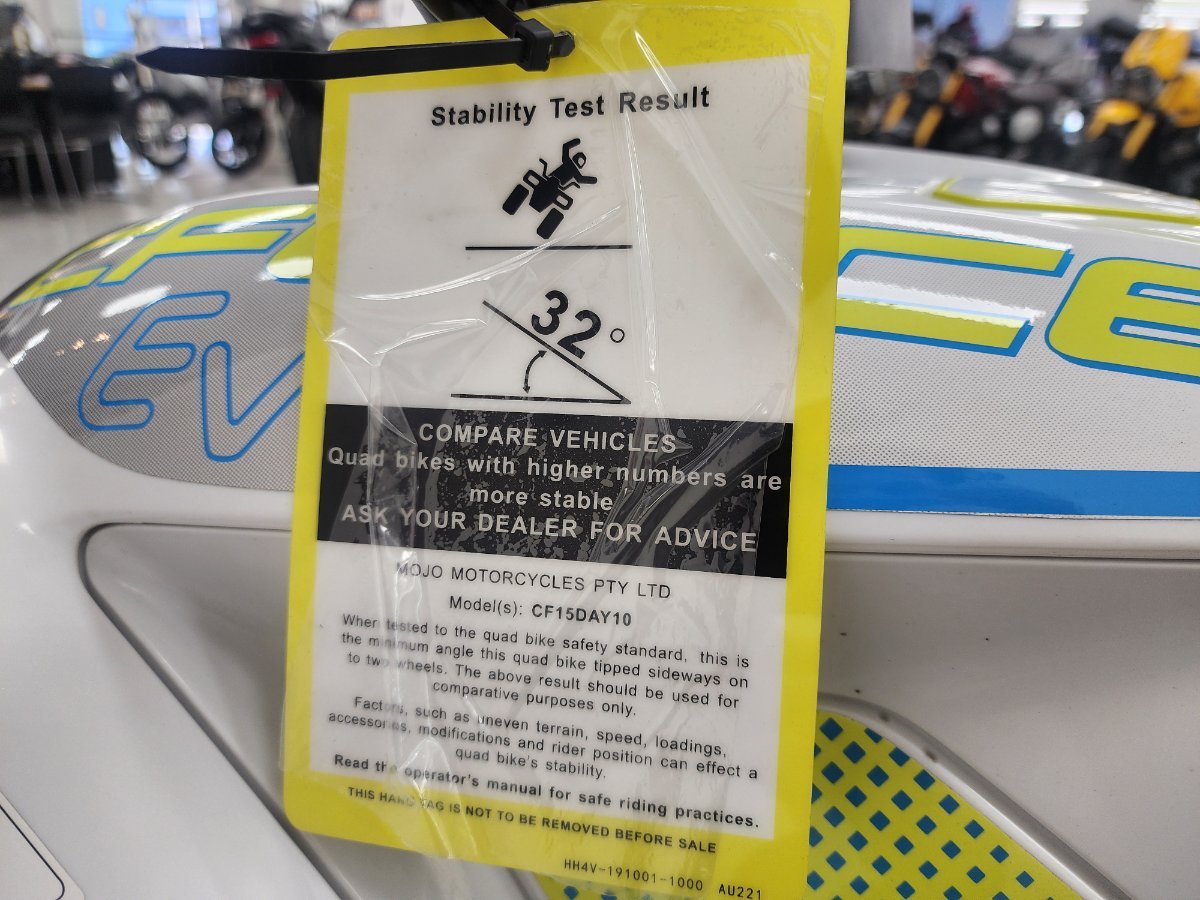 Stability Test Result
32°
COMPARE VEHICLES
Quad bikes with higher numbers are
more stable
ASK YOUR DEALER FOR ADVICE
MOJO MOTORCYCLES PTY LTD
Model(s): CF15DAY10
When tested to the quad bike safety standard, this is
the minimum angle this quad bike tipped sideways on
to two wheels. The above result should be used for
comparative purposes only.
Factors, such as uneven terrain, speed, loadings,
accessories, modifications and rider position can effect a
quad bike's stability.
Read the operator's manual for safe riding practices.
THIS HANG TAG IS NOT TO BE REMOVED BEFORE SALE
HH4V-191001-1000 AU221
EV